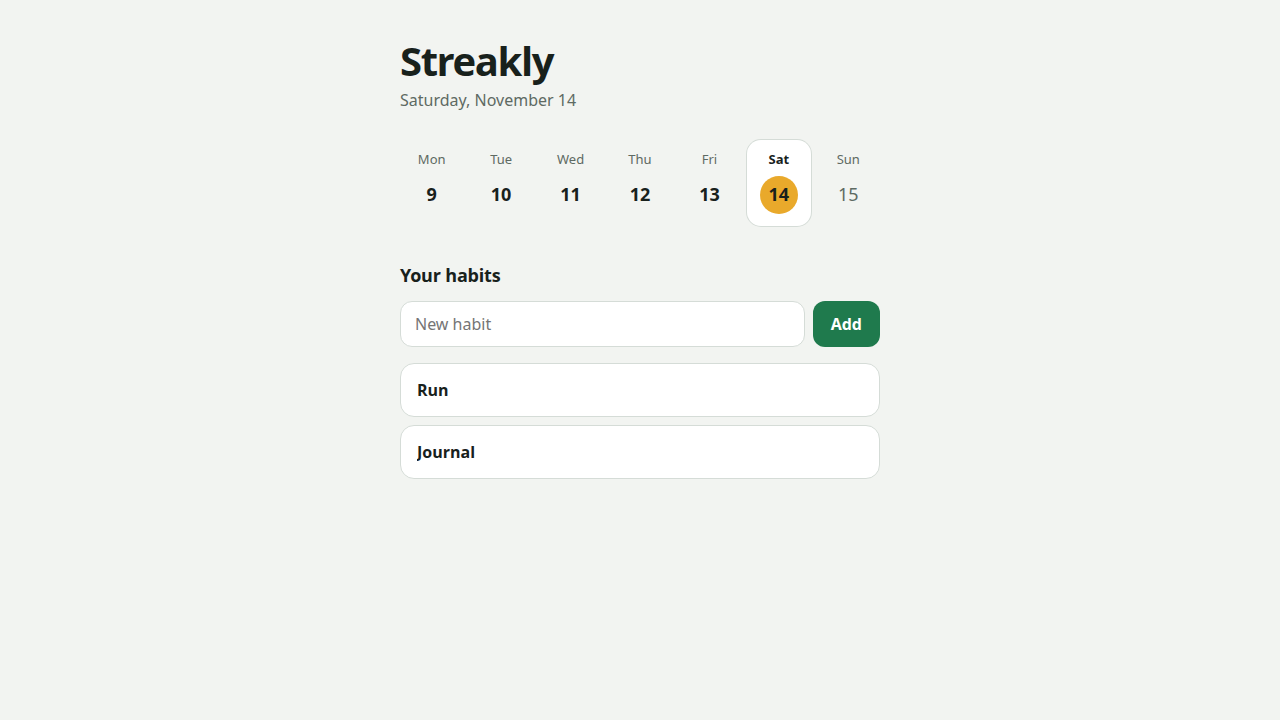 Streakly
Saturday, November 14
Mon Tue Wed Thu Fri Sat Sun
9 10 11 12 13 14 15
Your habits
New habit Add
Run
Journal